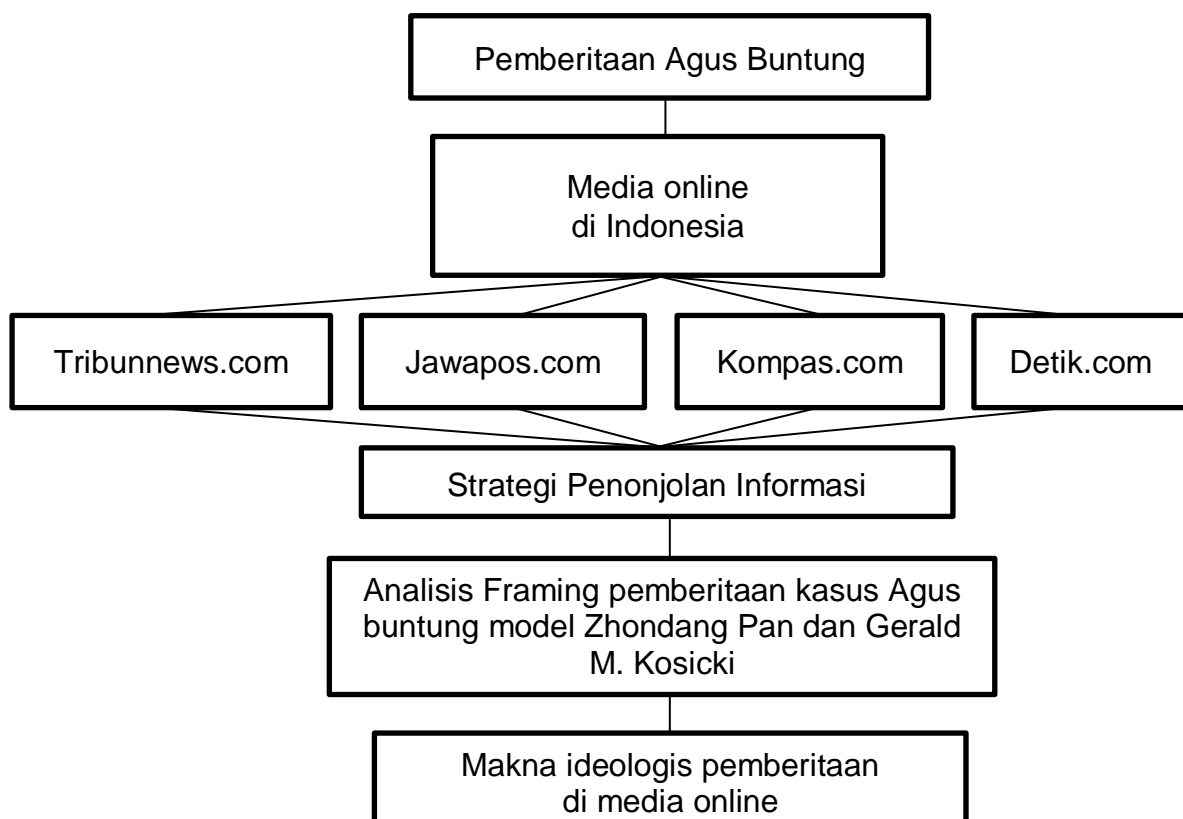 Pemberitaan Agus Buntung
Media online
di Indonesia
Tribunnews.com
Jawapos.com
Kompas.com
Detik.com
Strategi Penonjolan Informasi
Analisis Framing pemberitaan kasus Agus
buntung model Zhondang Pan dan Gerald
M. Kosicki
Makna ideologis pemberitaan
di media online